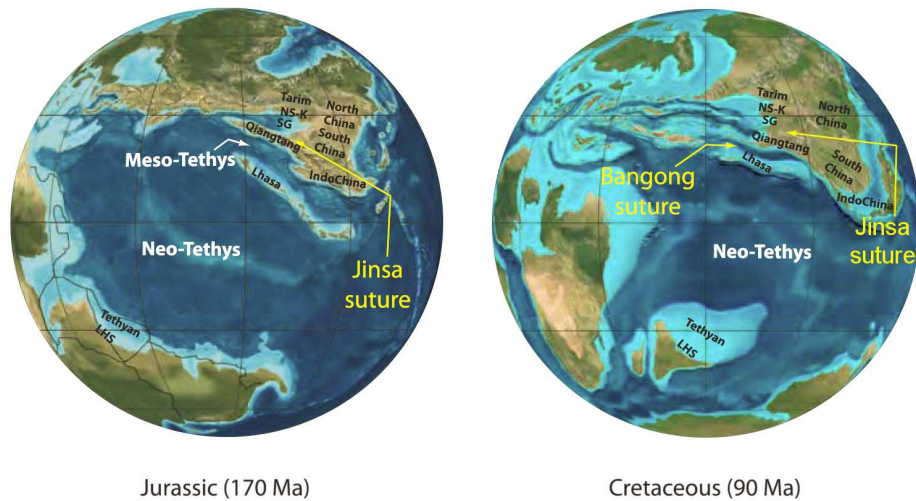 Tarim
NS-K
SG
North
China
South
China
Qiangtang
IndoChina
Meso-Tethys
Lhasa
Neo-Tethys
Jinsa
suture
Tethyan
LHS
Jurassic (170 Ma)
Tarim
NS-K
SG
North
China
Qiangtang
Lhasa
South
China
IndoChina
Bangong
suture
Neo-Tethys
Jinsa
suture
Tethyan
LHS
Cretaceous (90 Ma)